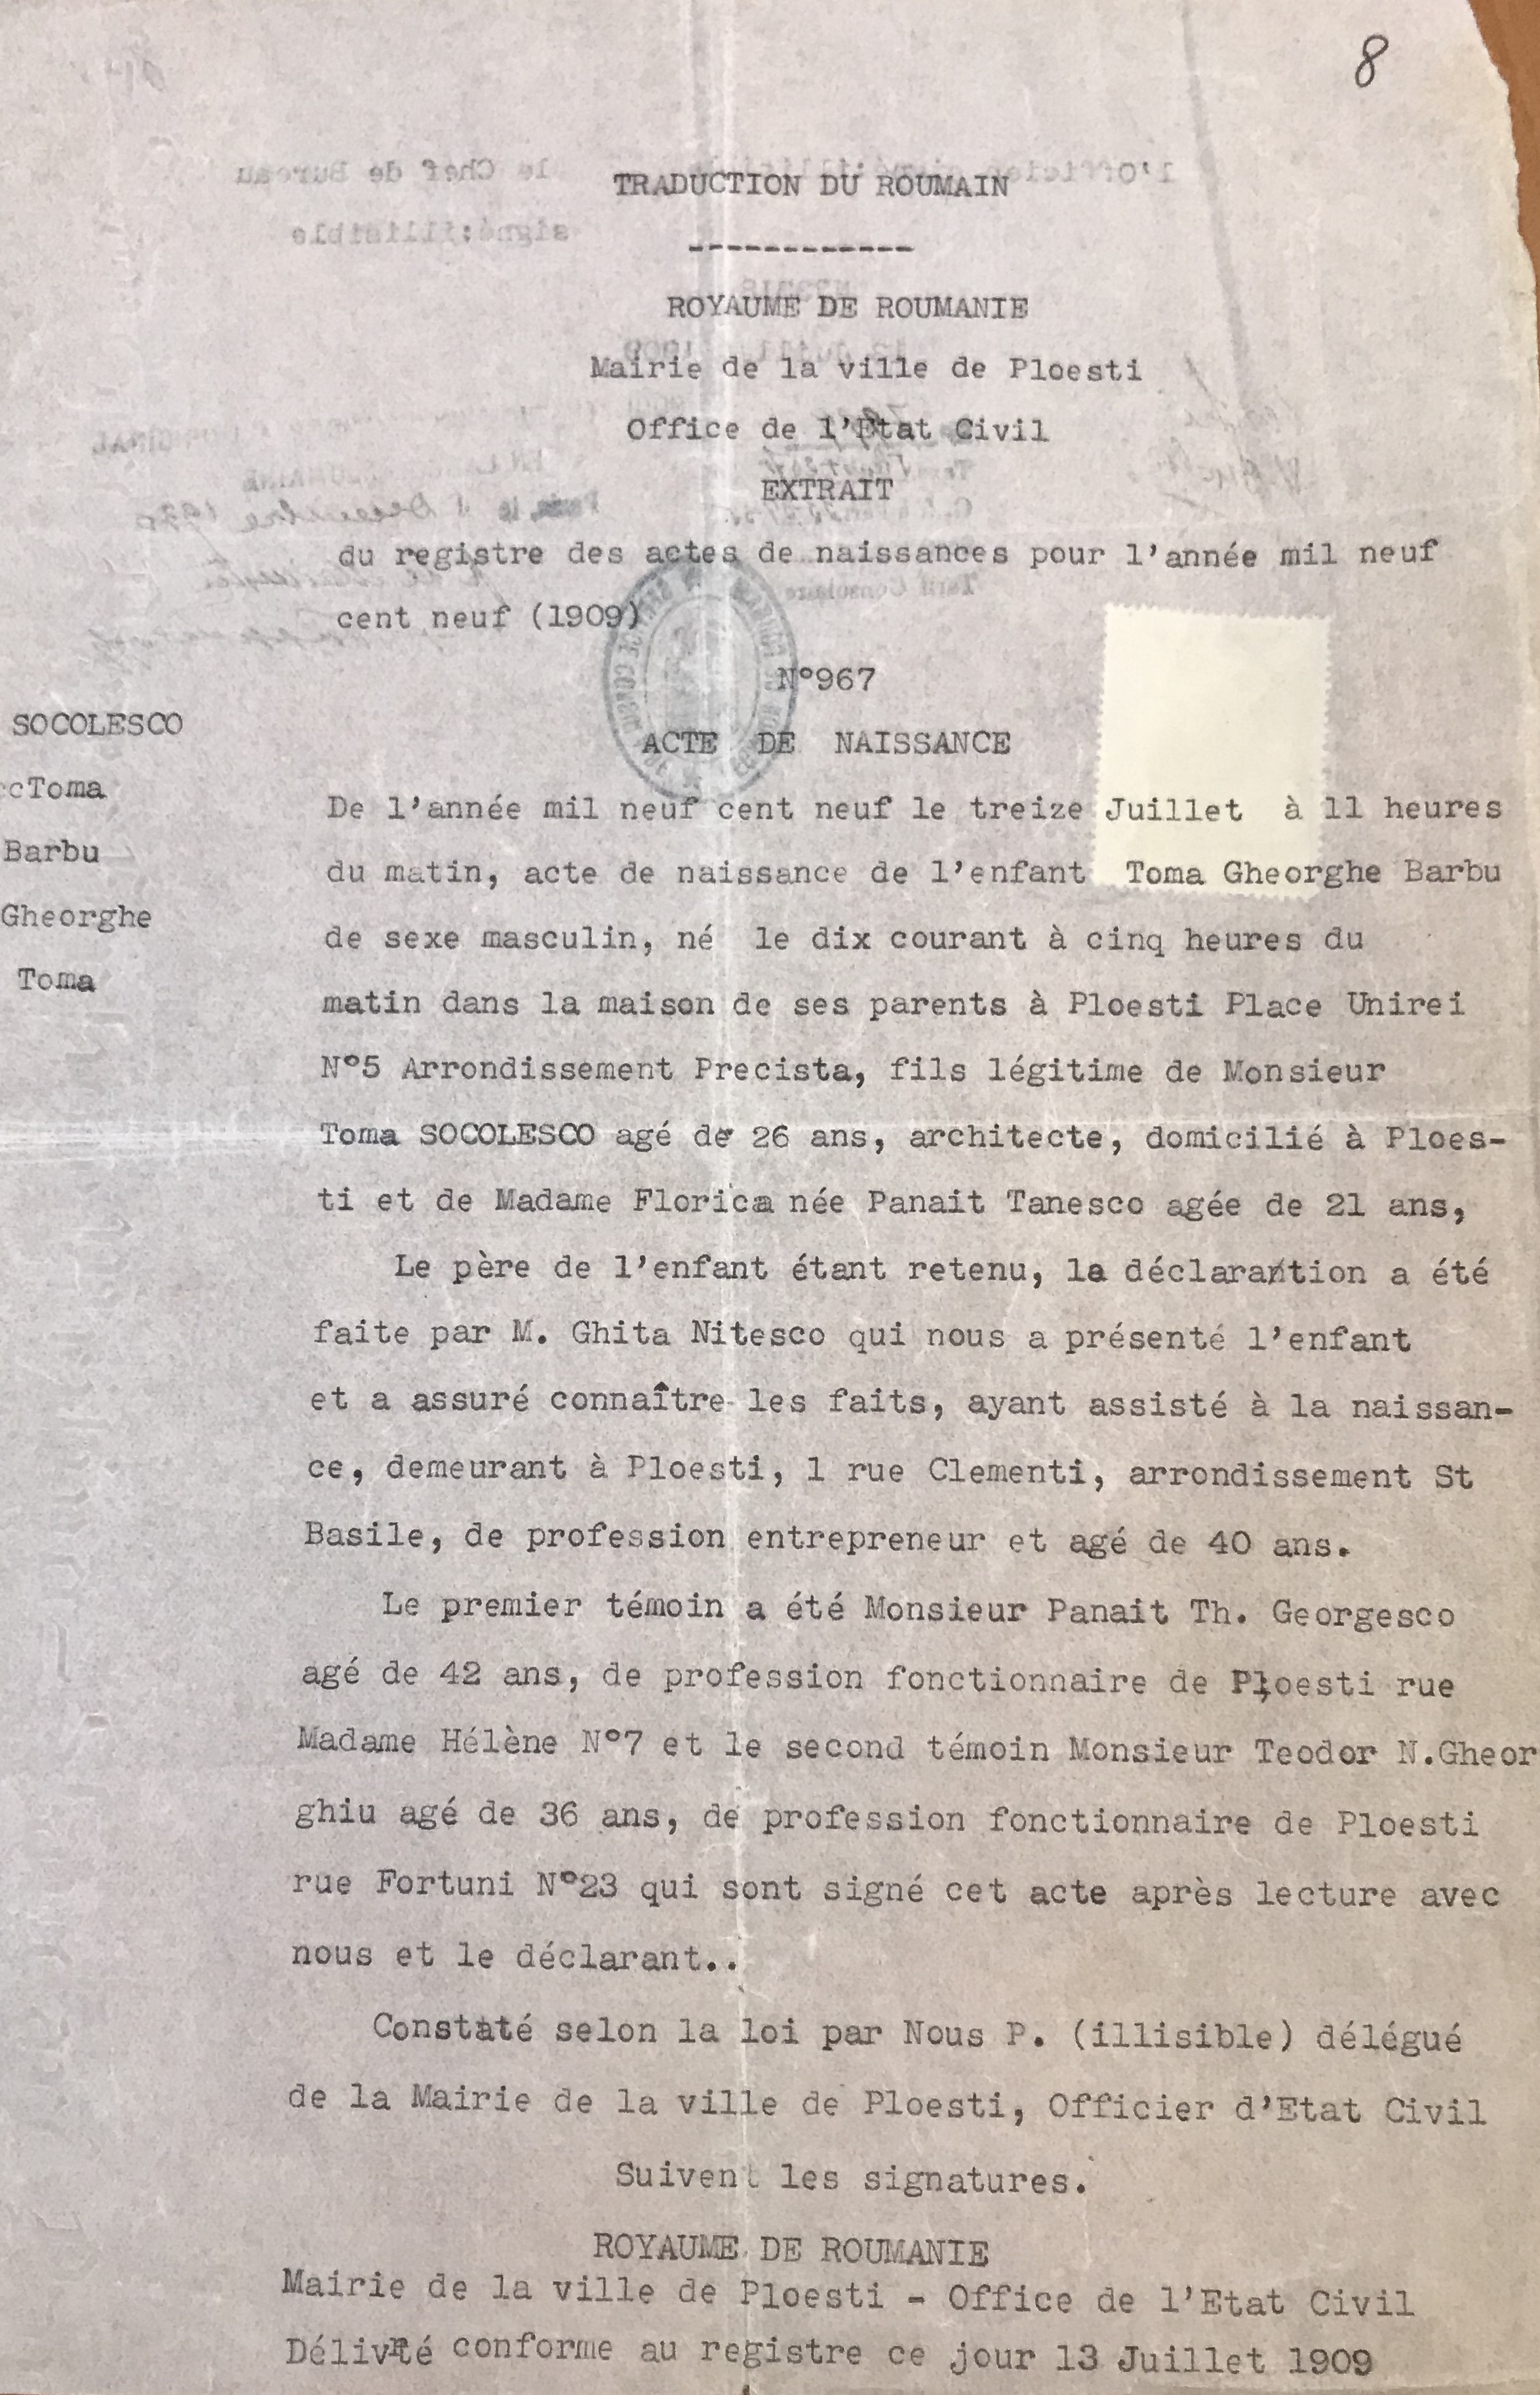 8
TRADUCTION DU ROUMAIN
------------
ROYAUME DE ROUMANIE
Mairie de la ville de Ploesti
Office de l'Etat Civil
EXTRAIT
du registre des actes de naissances pour l'année mil neuf
cent neuf (1909)
N°967
ACTE DE NAISSANCE
SOCOLESCO
Toma
Barbu
Gheorghe
Toma
De l'année mil neuf cent neuf le treize Juillet à 11 heures
du matin, acte de naissance de l'enfant Toma Gheorghe Barbu
de sexe masculin, né le dix courant à cinq heures du
matin dans la maison de ses parents à Ploesti Place Unirei
N°5 Arrondissement Precista, fils légitime de Monsieur
Toma SOCOLESCO agé de 26 ans, architecte, domicilié à Ploes-
ti et de Madame Florica née Panait Tanesco agée de 21 ans,
Le père de l'enfant étant retenu, la déclaration a été
faite par M. Ghita Nitesco qui nous a présenté l'enfant
et a assuré connaître les faits, ayant assisté à la naissan-
ce, demeurant à Ploesti, 1 rue Clementi, arrondissement St
Basile, de profession entrepreneur et agé de 40 ans.
Le premier témoin a été Monsieur Panait Th. Georgesco
agé de 42 ans, de profession fonctionnaire de Ploesti rue
Madame Hélène N°7 et le second témoin Monsieur Teodor N.Gheor
ghiu agé de 36 ans, de profession fonctionnaire de Ploesti
rue Fortuni N°23 qui sont signé cet acte après lecture avec
nous et le déclarant..
Constaté selon la loi par Nous P. (illisible) délégué
de la Mairie de la ville de Ploesti, Officier d'Etat Civil
Suivent les signatures.
ROYAUME DE ROUMANIE
Mairie de la ville de Ploesti - Office de l'Etat Civil
Délivré conforme au registre ce jour 13 Juillet 1909